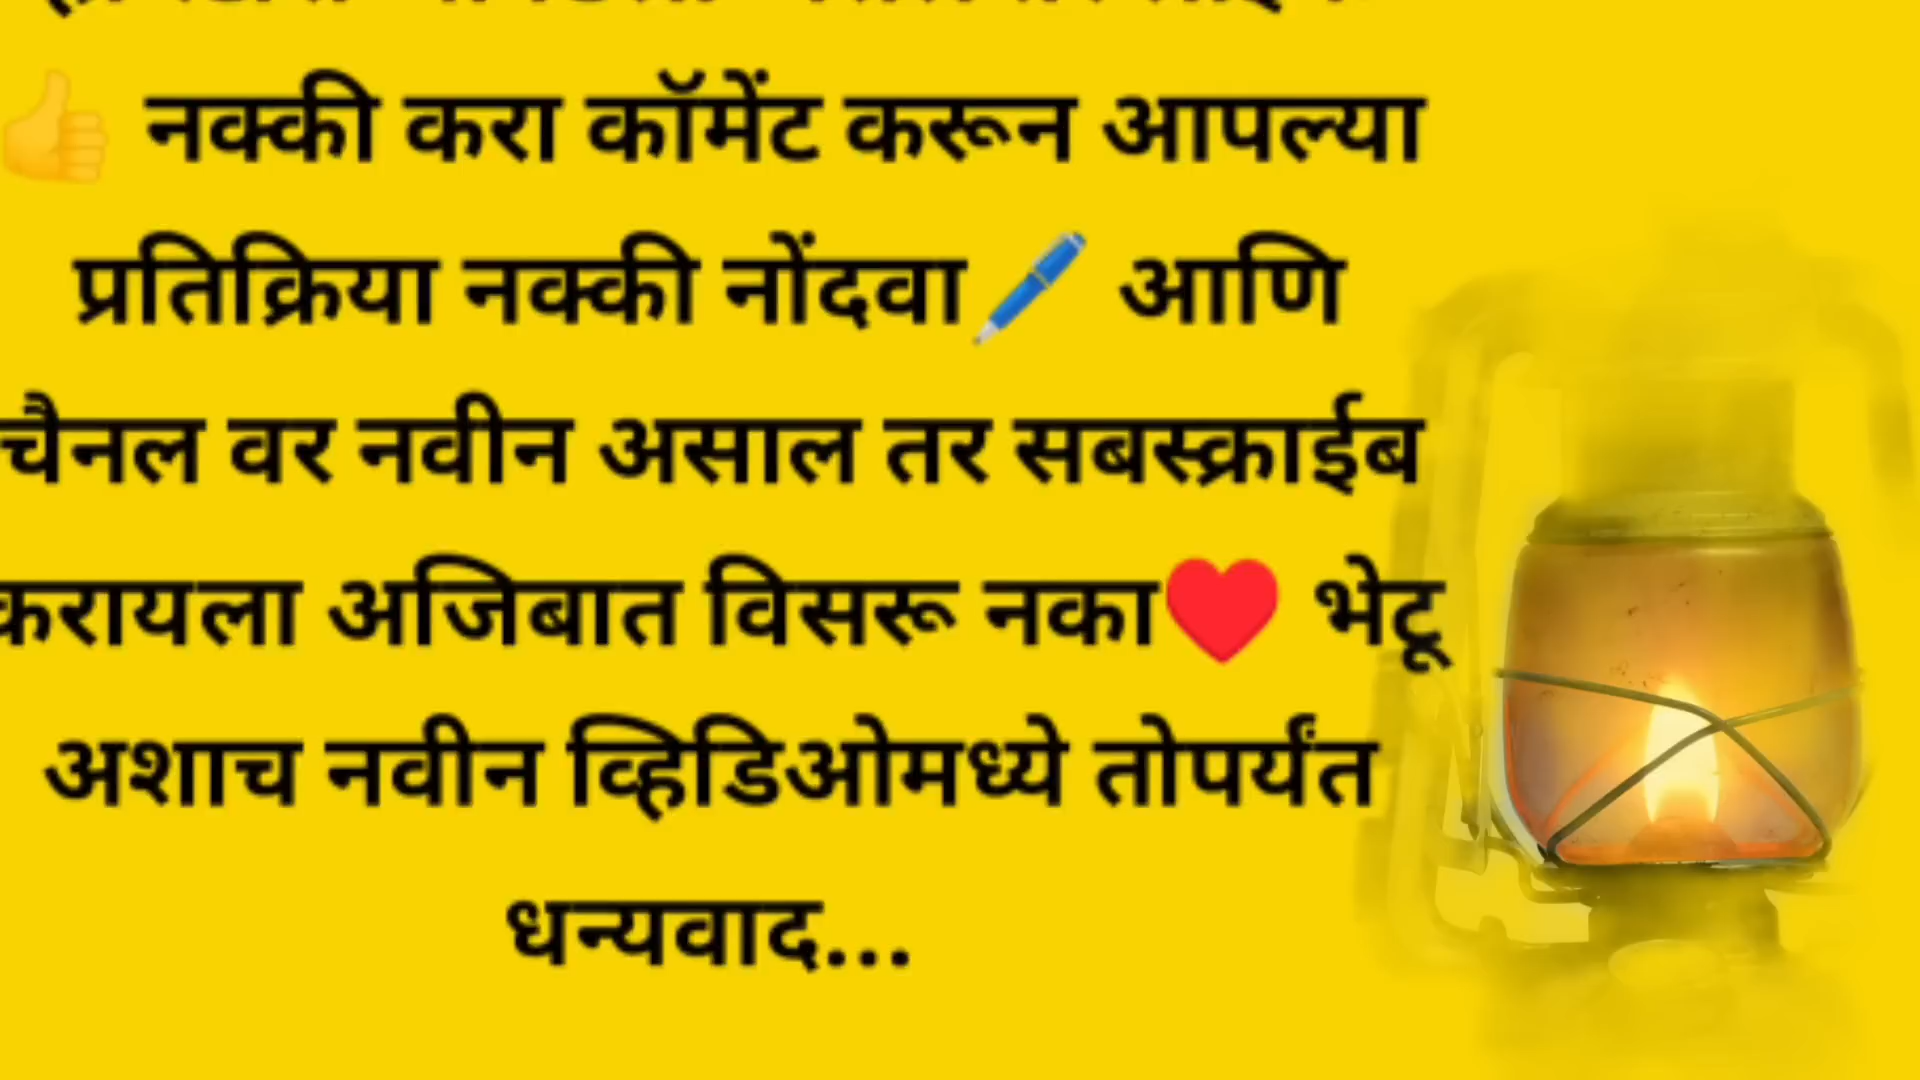 👍 नक्की करा कॉमेंट करून आपल्या
प्रतिक्रिया नक्की नोंदवा🖊️ आणि
चैनल वर नवीन असाल तर सबस्क्राईब
करायला अजिबात विसरू नका♥️ भेटू
अशाच नवीन व्हिडिओमध्ये तोपर्यंत
धन्यवाद...